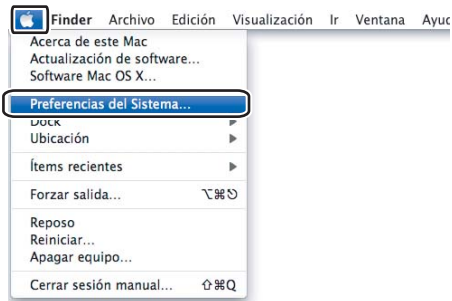 Finder Archivo Edición Visualización Ir Ventana Ayud
Acerca de este Mac
Actualización de software...
Software Mac OS X...
Preferencias del Sistema...
Dock
Ubicación
Ítems recientes
Forzar salida... ⌥⌘⎋
Reposo
Reiniciar...
Apagar equipo...
Cerrar sesión manual... ⇧⌘Q